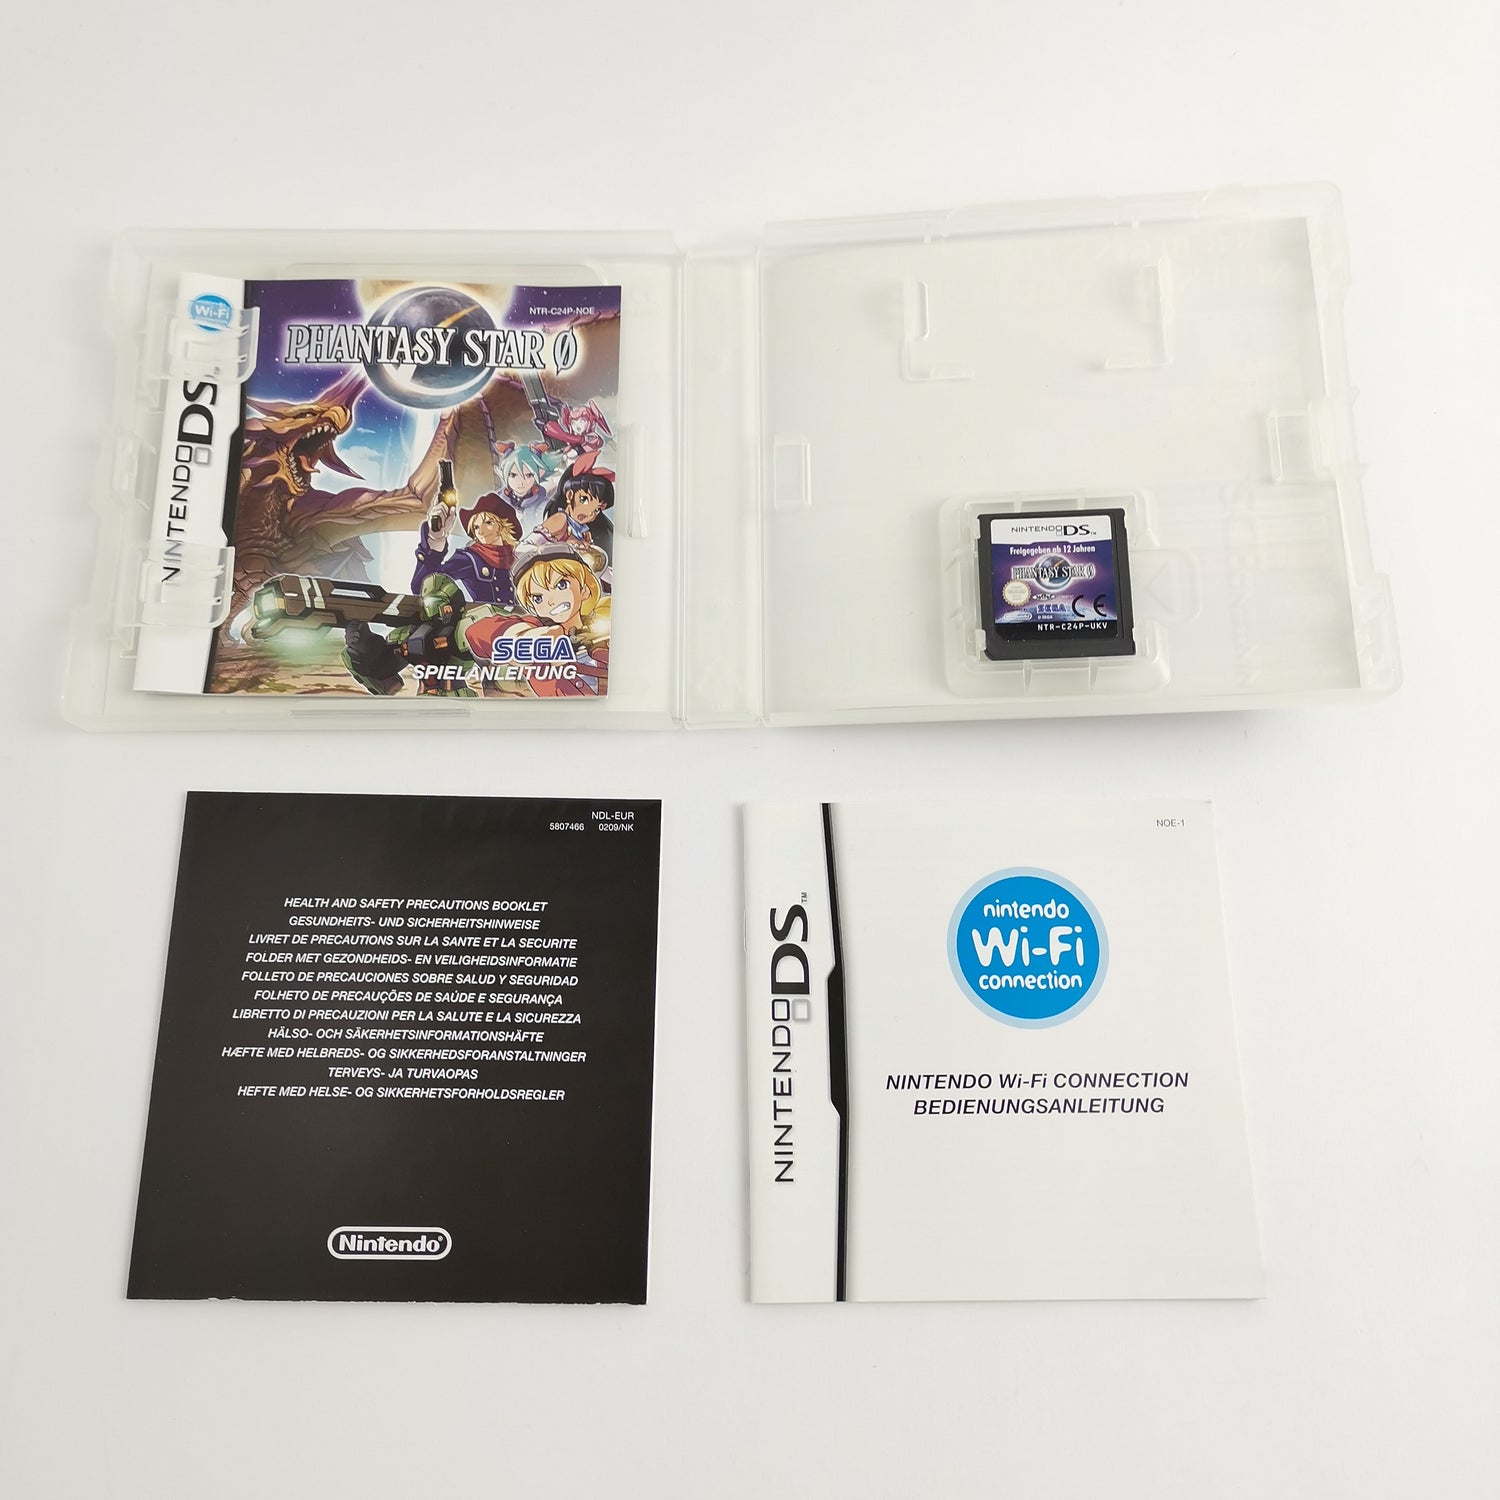 Wi-Fi
NINTENDO DS™
NTR-C24P-NOE
PHANTASY STAR Ø
SEGA
SPIELANLEITUNG
NINTENDO DS™
Freigegeben ab 12 Jahren
PHANTASY STAR Ø
SEGA
CE
NTR-C24P-UKV
NDL-EUR
5807466 0209/NK
HEALTH AND SAFETY PRECAUTIONS BOOKLET
GESUNDHEITS- UND SICHERHEITSHINWEISE
LIVRET DE PRECAUTIONS SUR LA SANTE ET LA SECURITE
FOLDER MET GEZONDHEIDS- EN VEILIGHEIDSINFORMATIE
FOLLETO DE PRECAUCIONES SOBRE SALUD Y SEGURIDAD
FOLHETO DE PRECAUÇÕES DE SAÚDE E SEGURANÇA
LIBRETTO DI PRECAUZIONI PER LA SALUTE E LA SICUREZZA
HÄLSO- OCH SÄKERHETSINFORMATIONSHÄFTE
HÆFTE MED HELBREDS- OG SIKKERHEDSFORANSTALTNINGER
TERVEYS- JA TURVAOPAS
HEFTE MED HELSE- OG SIKKERHETSFORHOLDSREGLER
Nintendo®
NINTENDO DS™
NOE-1
nintendo
Wi-Fi
connection
NINTENDO Wi-Fi CONNECTION
BEDIENUNGSANLEITUNG